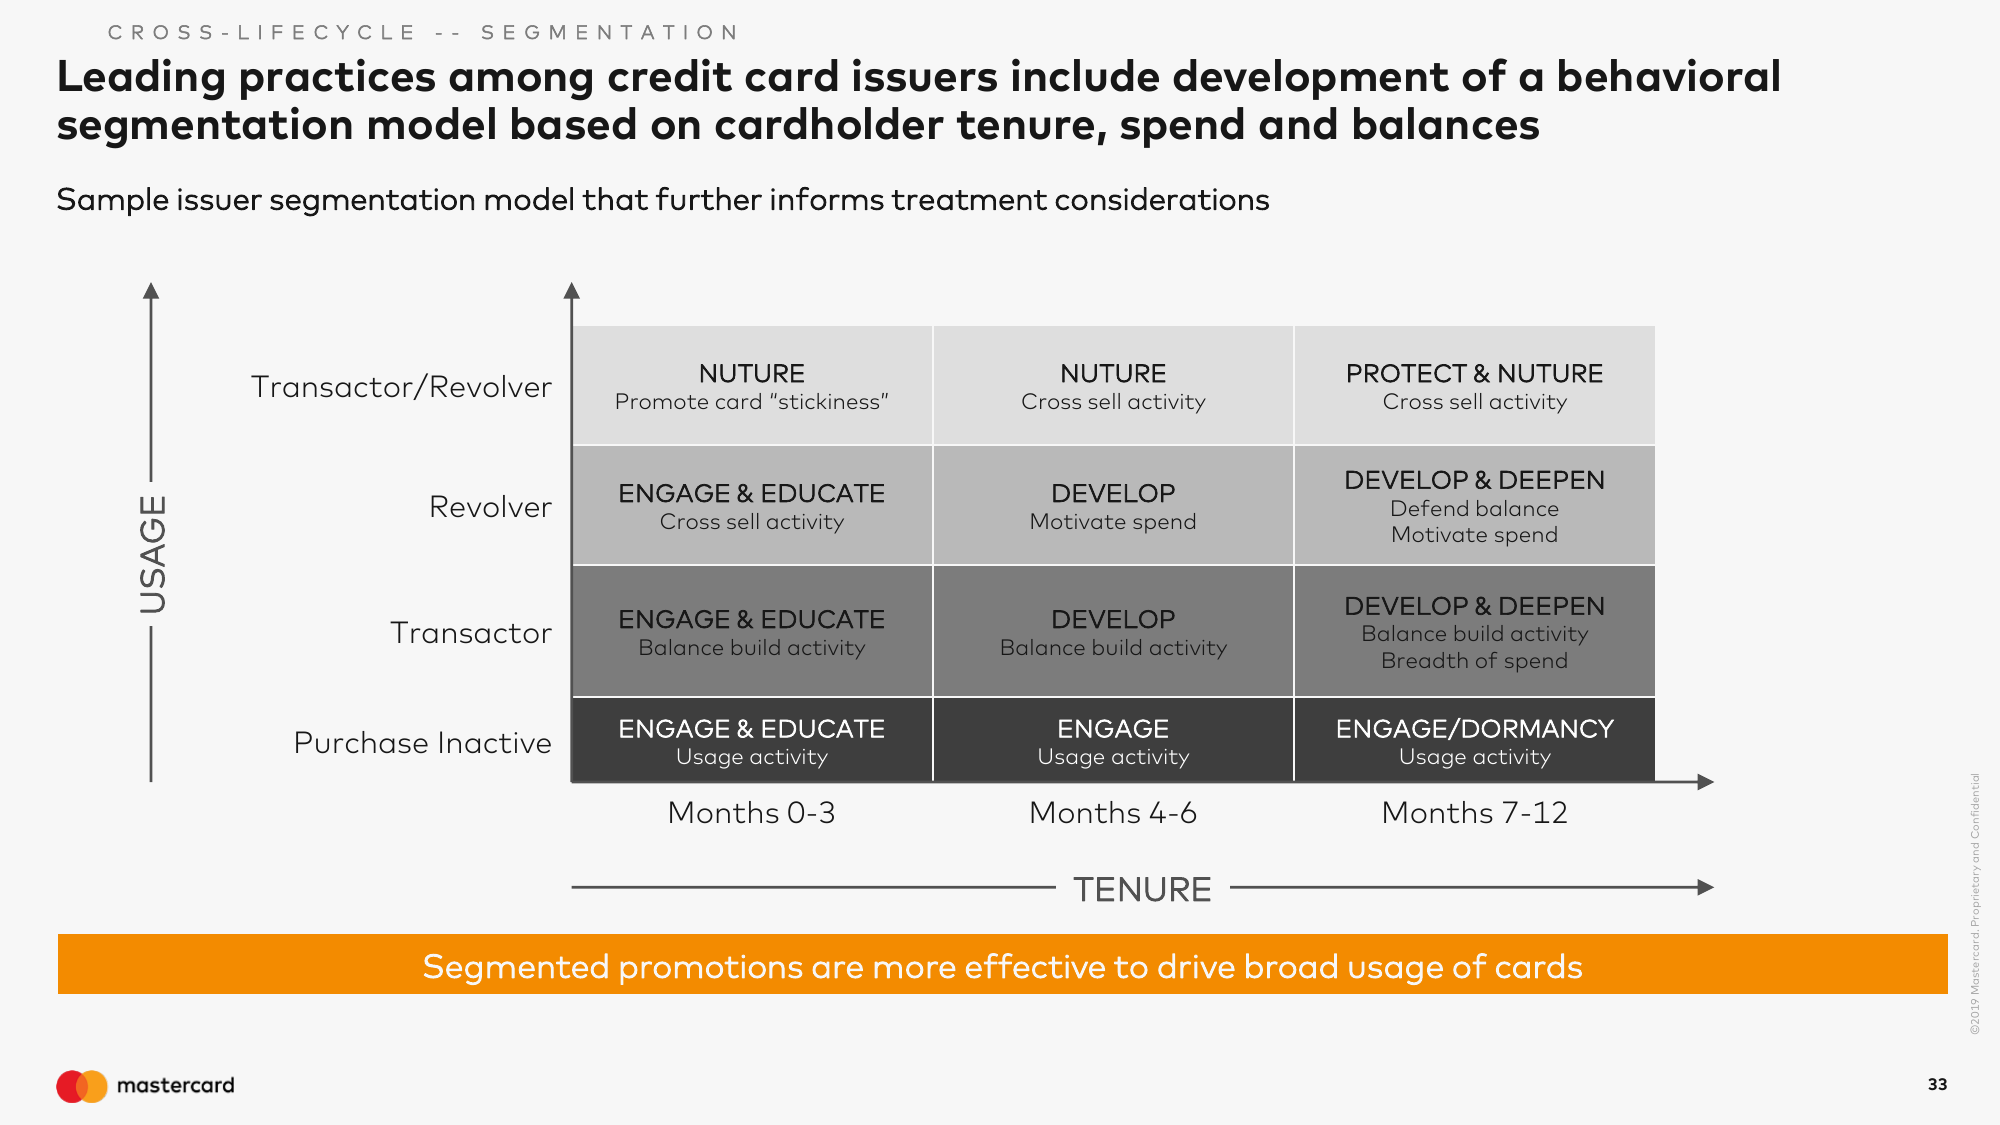 CROSS-LIFECYCLE -- SEGMENTATION
Leading practices among credit card issuers include development of a behavioral
segmentation model based on cardholder tenure, spend and balances
Sample issuer segmentation model that further informs treatment considerations
USAGE
Transactor/Revolver
NUTURE
Promote card “stickiness”
NUTURE
Cross sell activity
PROTECT & NUTURE
Cross sell activity
Revolver
ENGAGE & EDUCATE
Cross sell activity
DEVELOP
Motivate spend
DEVELOP & DEEPEN
Defend balance
Motivate spend
Transactor
ENGAGE & EDUCATE
Balance build activity
DEVELOP
Balance build activity
DEVELOP & DEEPEN
Balance build activity
Breadth of spend
Purchase Inactive
ENGAGE & EDUCATE
Usage activity
ENGAGE
Usage activity
ENGAGE/DORMANCY
Usage activity
Months 0-3
Months 4-6
Months 7-12
TENURE
Segmented promotions are more effective to drive broad usage of cards
©2019 Mastercard. Proprietary and Confidential
mastercard
33